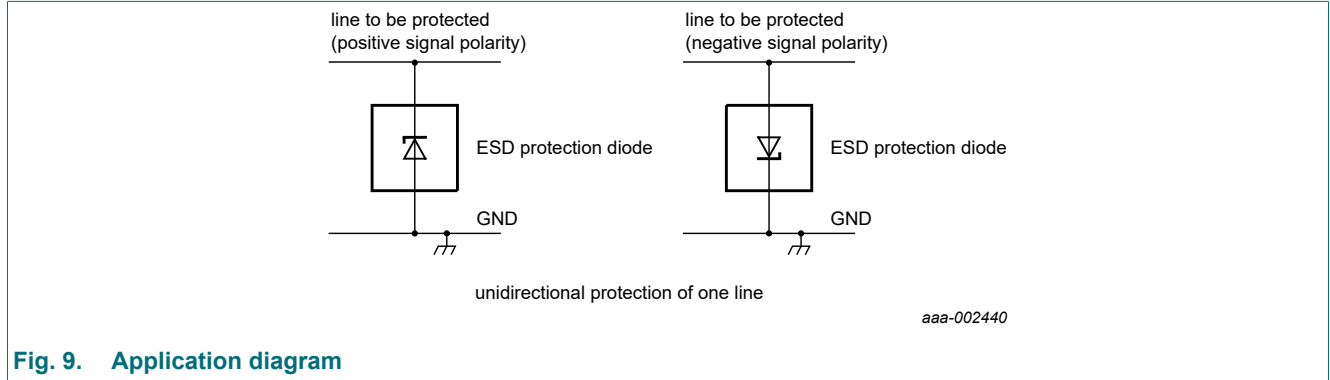 line to be protected
(positive signal polarity)
line to be protected
(negative signal polarity)
ESD protection diode
ESD protection diode
GND
GND
unidirectional protection of one line
aaa-002440
Fig. 9. Application diagram